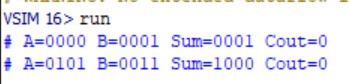 VSIM 16> run
# A=0000 B=0001 Sum=0001 Cout=0
# A=0101 B=0011 Sum=1000 Cout=0